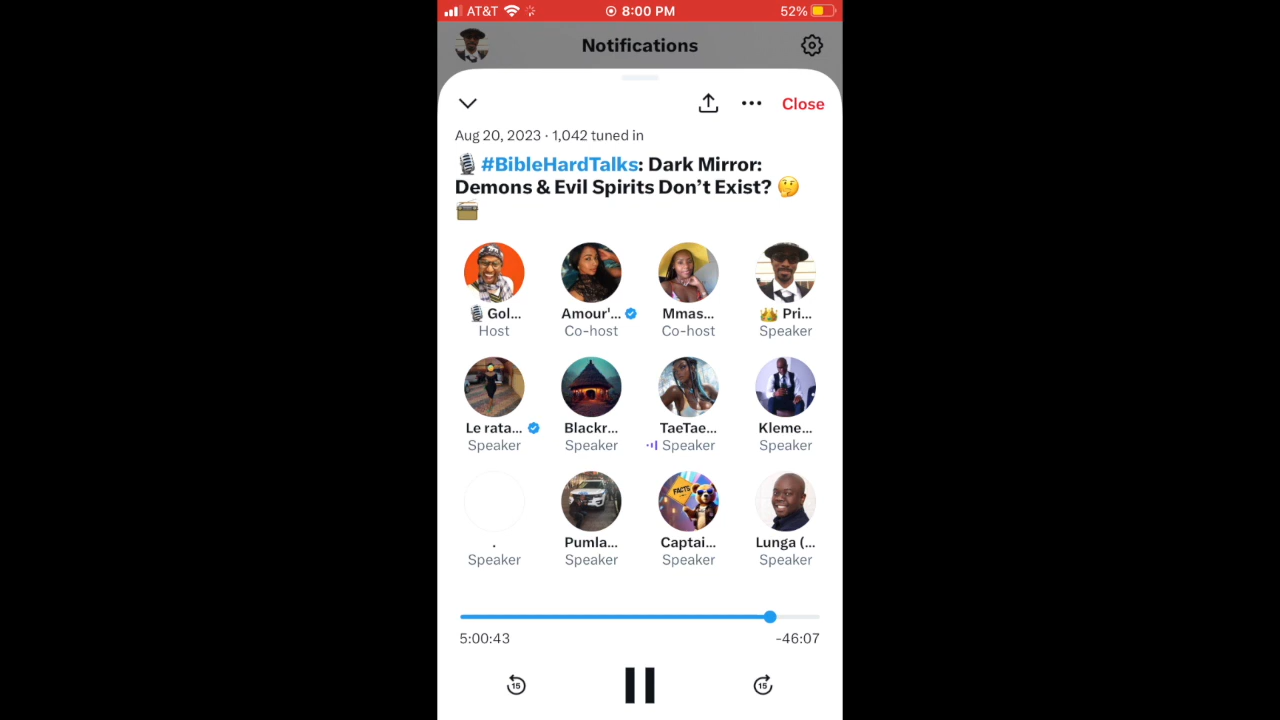 AT&T 8:00 PM 52%
Notifications
Close
Aug 20, 2023 · 1,042 tuned in
🎙️ #BibleHardTalks: Dark Mirror:
Demons & Evil Spirits Don’t Exist? 🤔
📻
🎙️ Gol... Amour'... Mmas... 👑 Pri...
Host Co-host Co-host Speaker
Le rata... Blackr... TaeTae... Kleme...
Speaker Speaker Speaker Speaker
FACTS
. Pumla... Captai... Lunga (...
Speaker Speaker Speaker Speaker
5:00:43 -46:07
15 15